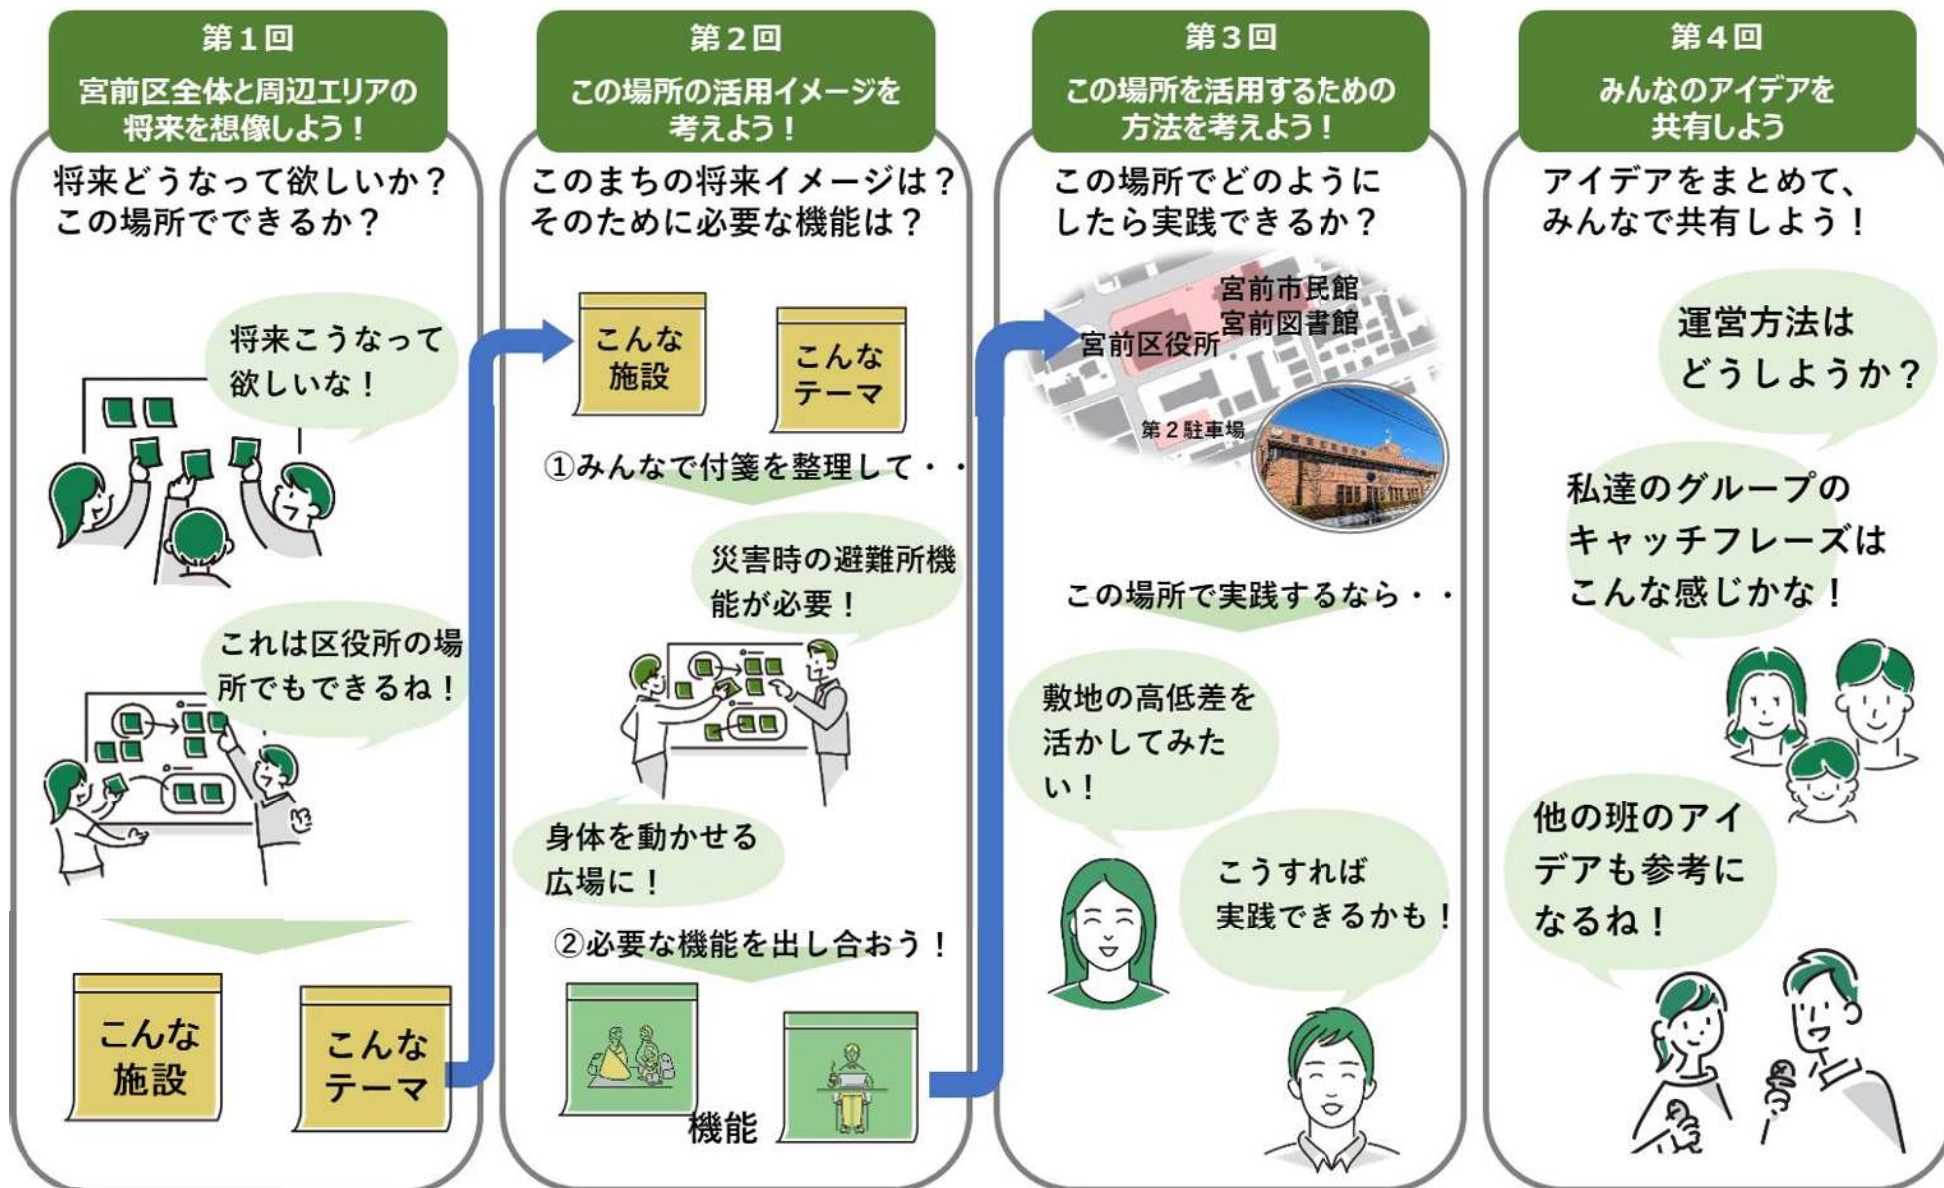 第１回
宮前区全体と周辺エリアの
将来を想像しよう！
将来どうなって欲しいか？
この場所でできるか？
将来こうなって
欲しいな！
これは区役所の場
所でもできるね！
こんな
施設
こんな
テーマ
第２回
この場所の活用イメージを
考えよう！
このまちの将来イメージは？
そのために必要な機能は？
こんな
施設
こんな
テーマ
①みんなで付箋を整理して・・
災害時の避難所機
能が必要！
身体を動かせる
広場に！
②必要な機能を出し合おう！
機能
第３回
この場所を活用するための
方法を考えよう！
この場所でどのように
したら実践できるか？
宮前市民館
宮前図書館
宮前区役所
第２駐車場
この場所で実践するなら・・
敷地の高低差を
活かしてみた
い！
こうすれば
実践できるかも！
第４回
みんなのアイデアを
共有しよう
アイデアをまとめて、
みんなで共有しよう！
運営方法は
どうしようか？
私達のグループの
キャッチフレーズは
こんな感じかな！
他の班のアイ
デアも参考に
なるね！